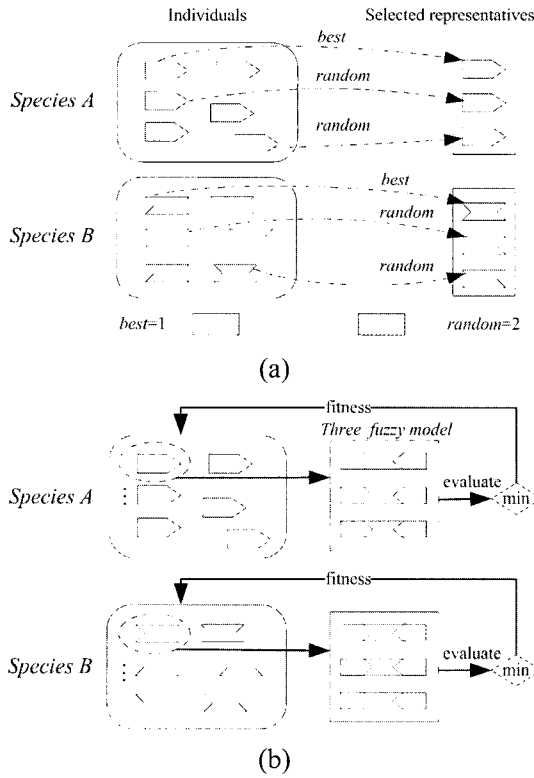 Individuals
Selected representatives
best
Species A
random
random
best
Species B
random
random
best=1
random=2
(a)
fitness
Three fuzzy model
Species A
evaluate
min
fitness
Species B
evaluate
min
(b)